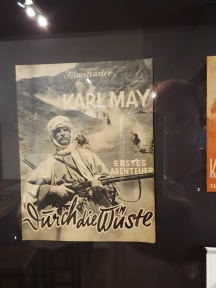 Film-Kurier
KARL MAY
ERSTES
ABENTEUER
Durch die Wüste